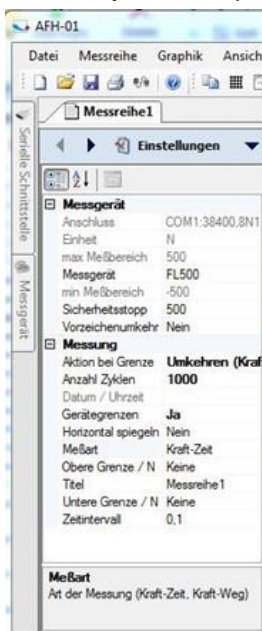 AFH-01
Datei Messreihe Graphik Ansich
Messreihe1
Einstellungen
Serielle Schnittstelle
Messgerät
Messgerät
Anschluss COM1:38400,8N1
Einheit N
max Meßbereich 500
Messgerät FL500
min Meßbereich -500
Sicherheitsstopp 500
Vorzeichenumkehr Nein
Messung
Aktion bei Grenze Umkehren (Kraf
Anzahl Zyklen 1000
Datum / Uhrzeit
Gerätegrenzen Ja
Horizontal spiegeln Nein
Meßart Kraft-Zeit
Obere Grenze / N Keine
Titel Messreihe1
Untere Grenze / N Keine
Zeitintervall 0,1
Meßart
Art der Messung (Kraft-Zeit, Kraft-Weg)